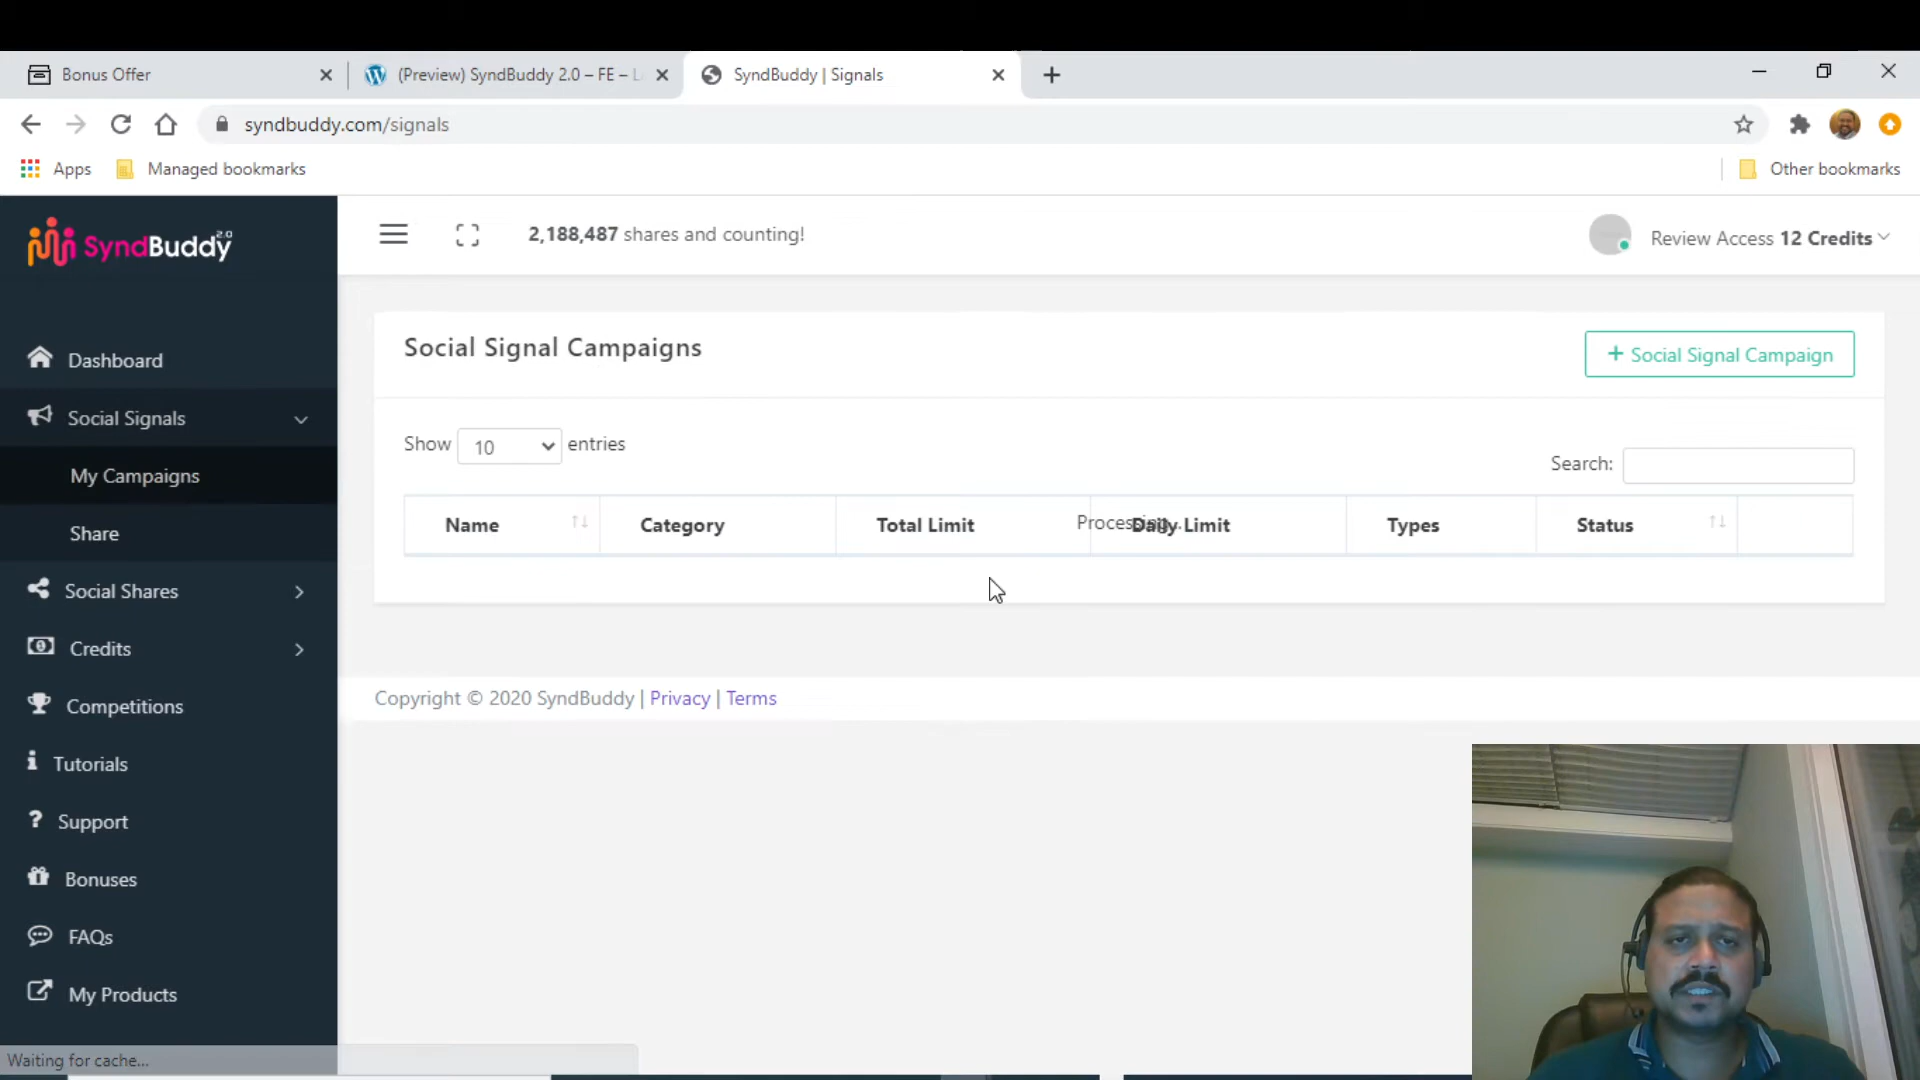 Bonus Offer
(Preview) SyndBuddy 2.0 – FE – L
SyndBuddy | Signals
syndbuddy.com/signals
Apps
Managed bookmarks
Other bookmarks
SyndBuddy 2.0
2,188,487 shares and counting!
Review Access 12 Credits
Dashboard
Social Signals
My Campaigns
Share
Social Shares
Credits
Competitions
Tutorials
Support
Bonuses
FAQs
My Products
Social Signal Campaigns
+ Social Signal Campaign
Show 10 entries
Search:
Name Category Total Limit Daily Limit Types Status
Processing...
Copyright © 2020 SyndBuddy | Privacy | Terms
Waiting for cache...